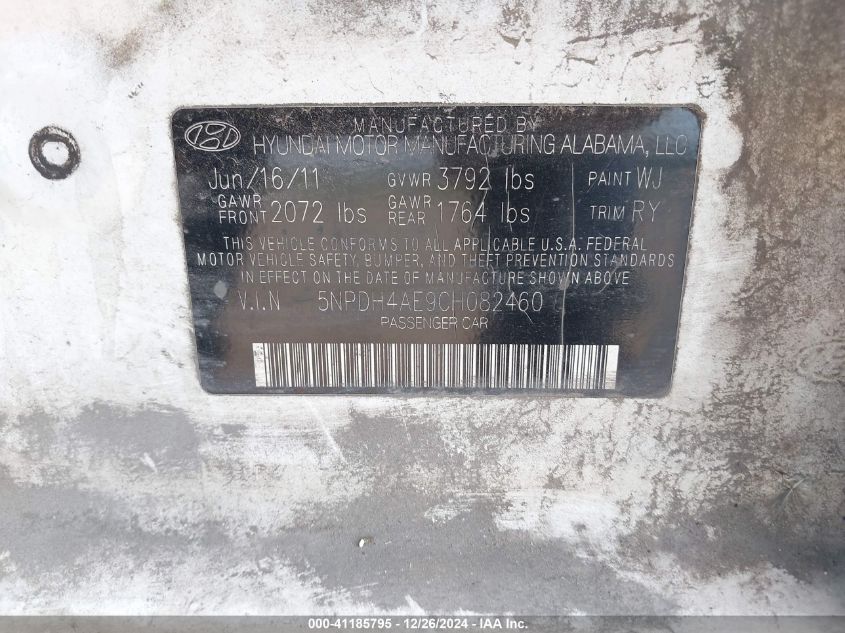 MANUFACTURED BY
HYUNDAI MOTOR MANUFACTURING ALABAMA, LLC
Jun/16/11 GVWR 3792 lbs PAINT WJ
GAWR FRONT 2072 lbs GAWR REAR 1764 lbs TRIM RY
THIS VEHICLE CONFORMS TO ALL APPLICABLE U.S.A. FEDERAL
MOTOR VEHICLE SAFETY, BUMPER, AND THEFT PREVENTION STANDARDS
IN EFFECT ON THE DATE OF MANUFACTURE SHOWN ABOVE.
V.I.N 5NPDH4AE9CH082460
PASSENGER CAR
000-41185795 - 12/26/2024 - US.TX.FTW.